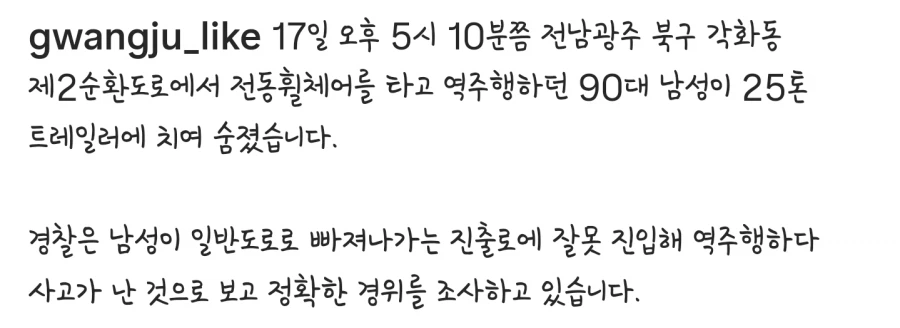 gwangju_like 17일 오후 5시 10분쯤 전남광주 북구 각화동
제2순환도로에서 전동휠체어를 타고 역주행하던 90대 남성이 25톤
트레일러에 치여 숨졌습니다.
경찰은 남성이 일반도로로 빠져나가는 진출로에 잘못 진입해 역주행하다
사고가 난 것으로 보고 정확한 경위를 조사하고 있습니다.